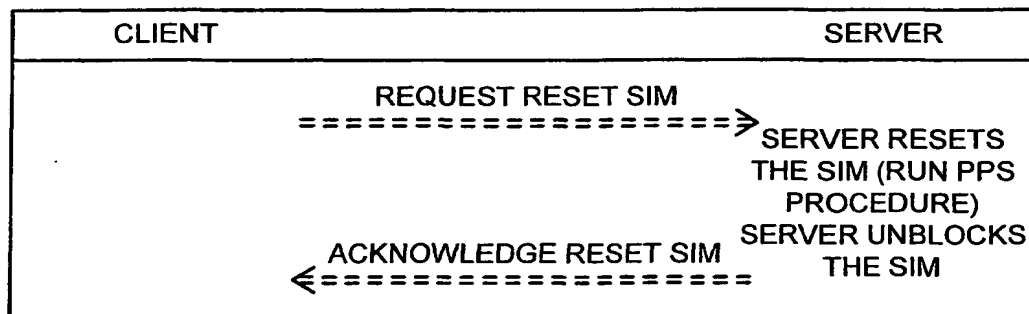 CLIENT SERVER
REQUEST RESET SIM
SERVER RESETS
THE SIM (RUN PPS
PROCEDURE)
SERVER UNBLOCKS
THE SIM
ACKNOWLEDGE RESET SIM